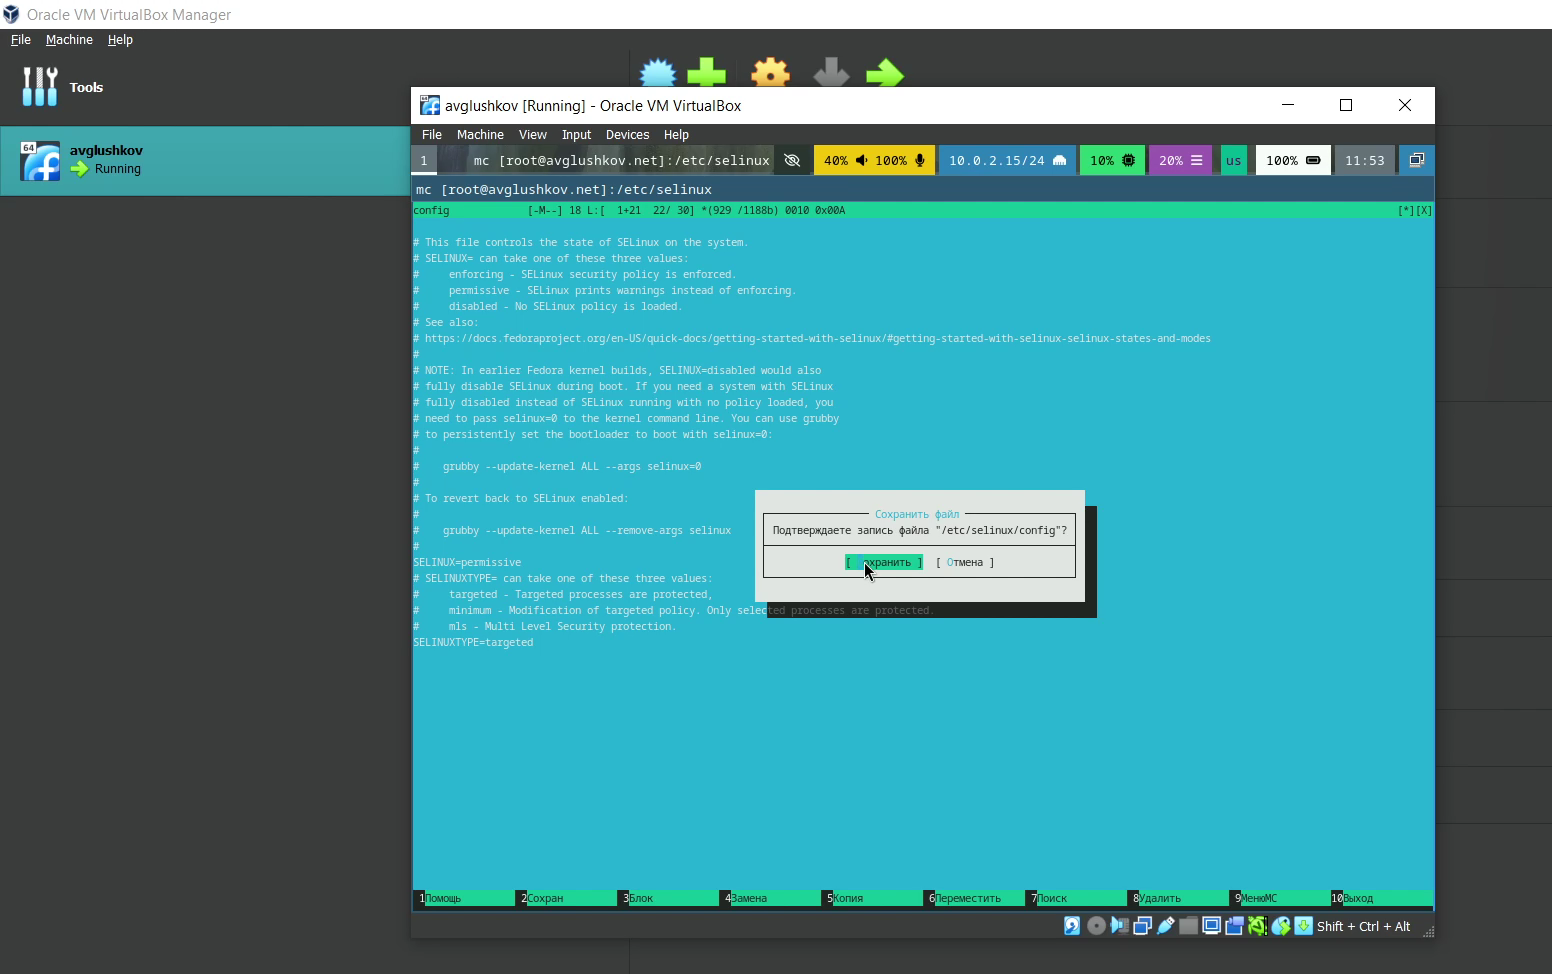 Oracle VM VirtualBox Manager
File Machine Help
Tools
64
avglushkov
Running
avglushkov [Running] - Oracle VM VirtualBox
File Machine View Input Devices Help
1 mc [root@avglushkov.net]:/etc/selinux 40% 100% 10.0.2.15/24 10% 20% us 100% 11:53
mc [root@avglushkov.net]:/etc/selinux
config [-M--] 18 L:[ 1+21 22/ 30] *(929 /1188b) 0010 0x00A [*][X]
# This file controls the state of SELinux on the system.
# SELINUX= can take one of these three values:
# enforcing - SELinux security policy is enforced.
# permissive - SELinux prints warnings instead of enforcing.
# disabled - No SELinux policy is loaded.
# See also:
# https://docs.fedoraproject.org/en-US/quick-docs/getting-started-with-selinux/#getting-started-with-selinux-selinux-states-and-modes
#
# NOTE: In earlier Fedora kernel builds, SELINUX=disabled would also
# fully disable SELinux during boot. If you need a system with SELinux
# fully disabled instead of SELinux running with no policy loaded, you
# need to pass selinux=0 to the kernel command line. You can use grubby
# to persistently set the bootloader to boot with selinux=0:
#
# grubby --update-kernel ALL --args selinux=0
#
# To revert back to SELinux enabled:
#
# grubby --update-kernel ALL --remove-args selinux
#
SELINUX=permissive
# SELINUXTYPE= can take one of these three values:
# targeted - Targeted processes are protected,
# minimum - Modification of targeted policy. Only selected processes are protected.
# mls - Multi Level Security protection.
SELINUXTYPE=targeted
Сохранить файл
Подтверждаете запись файла "/etc/selinux/config"?
[ Сохранить ] [ Отмена ]
1Помощь 2Сохран 3Блок 4Замена 5Копия 6Переместить 7Поиск 8Удалить 9МенюMC 10Выход
Shift + Ctrl + Alt